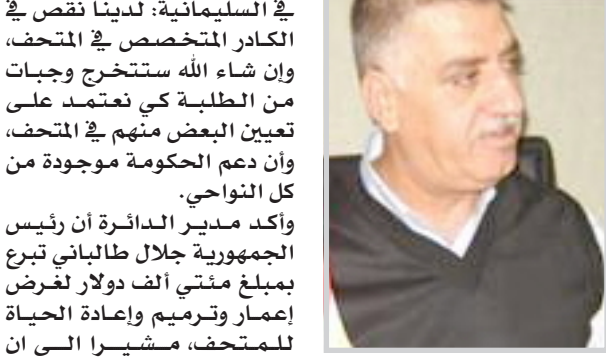 في السليمانية: لدينا نقص في
الكادر المتخصص في المتحف،
وإن شاء الله ستتخرج وجبات
من الطلبة كي نعتمد على
تعيين البعض منهم في المتحف،
وأن دعم الحكومة موجودة من
كل النواحي.
وأكد مدير الدائرة أن رئيس
الجمهورية جلال طالباني تبرع
بمبلغ مئتي ألف دولار لغرض
إعمار وترميم وإعادة الحياة
للمتحف، مشيرا الى ان